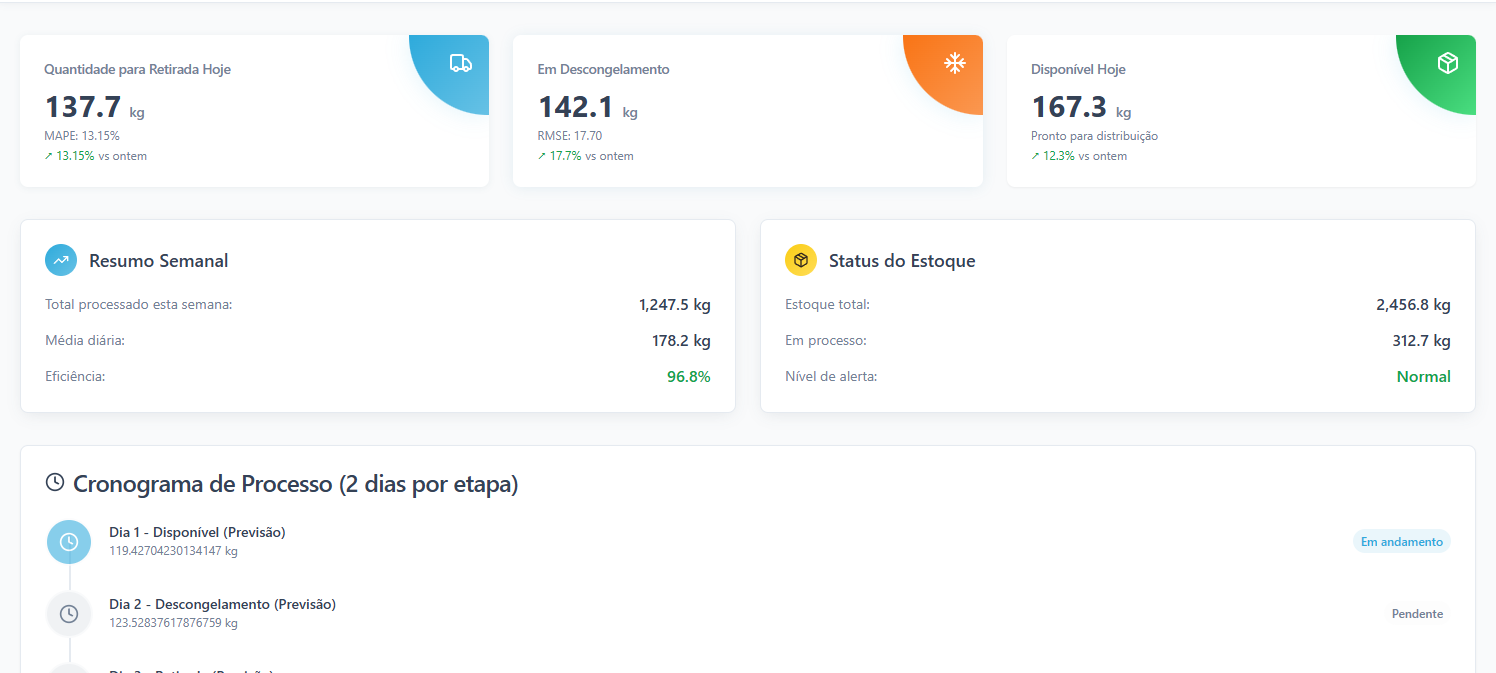 Quantidade para Retirada Hoje
137.7 kg
MAPE: 13.15%
↗ 13.15% vs ontem
Em Descongelamento
142.1 kg
RMSE: 17.70
↗ 17.7% vs ontem
Disponível Hoje
167.3 kg
Pronto para distribuição
↗ 12.3% vs ontem
Resumo Semanal
Total processado esta semana: 1,247.5 kg
Média diária: 178.2 kg
Eficiência: 96.8%
Status do Estoque
Estoque total: 2,456.8 kg
Em processo: 312.7 kg
Nível de alerta: Normal
Cronograma de Processo (2 dias por etapa)
Dia 1 - Disponível (Previsão)
119.42704230134147 kg
Em andamento
Dia 2 - Descongelamento (Previsão)
123.52837617876759 kg
Pendente